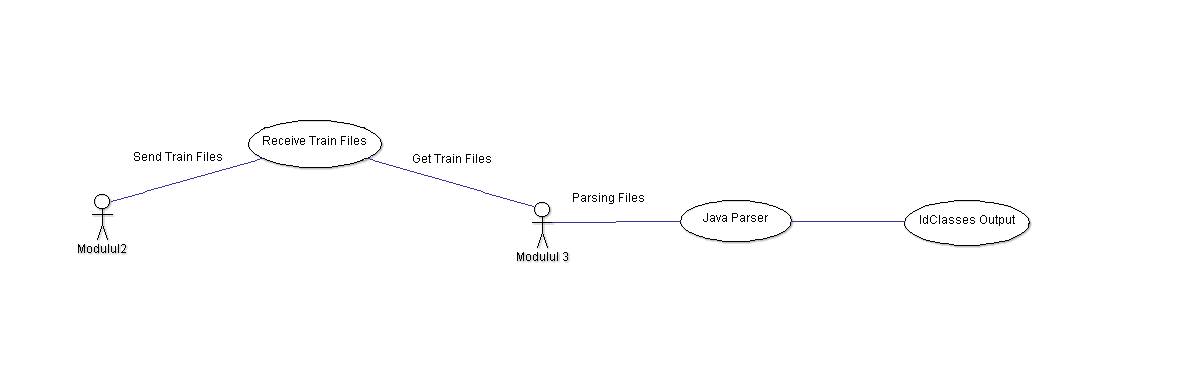 Receive Train Files
Send Train Files
Get Train Files
Modulul2
Parsing Files
Modulul 3
Java Parser
IdClasses Output